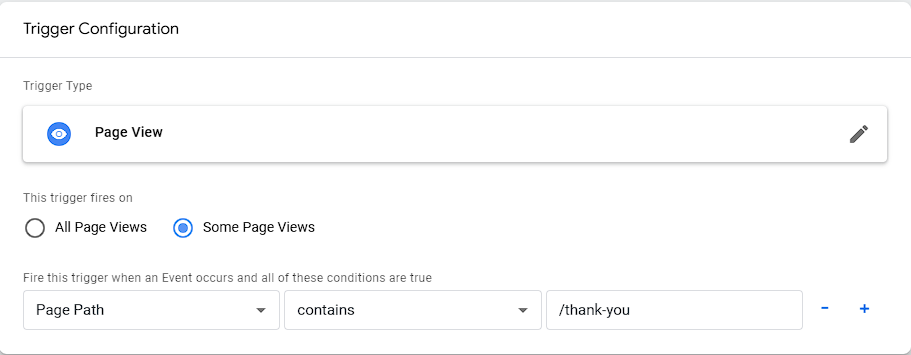 Trigger Configuration
Trigger Type
Page View
This trigger fires on
All Page Views Some Page Views
Fire this trigger when an Event occurs and all of these conditions are true
Page Path contains /thank-you - +